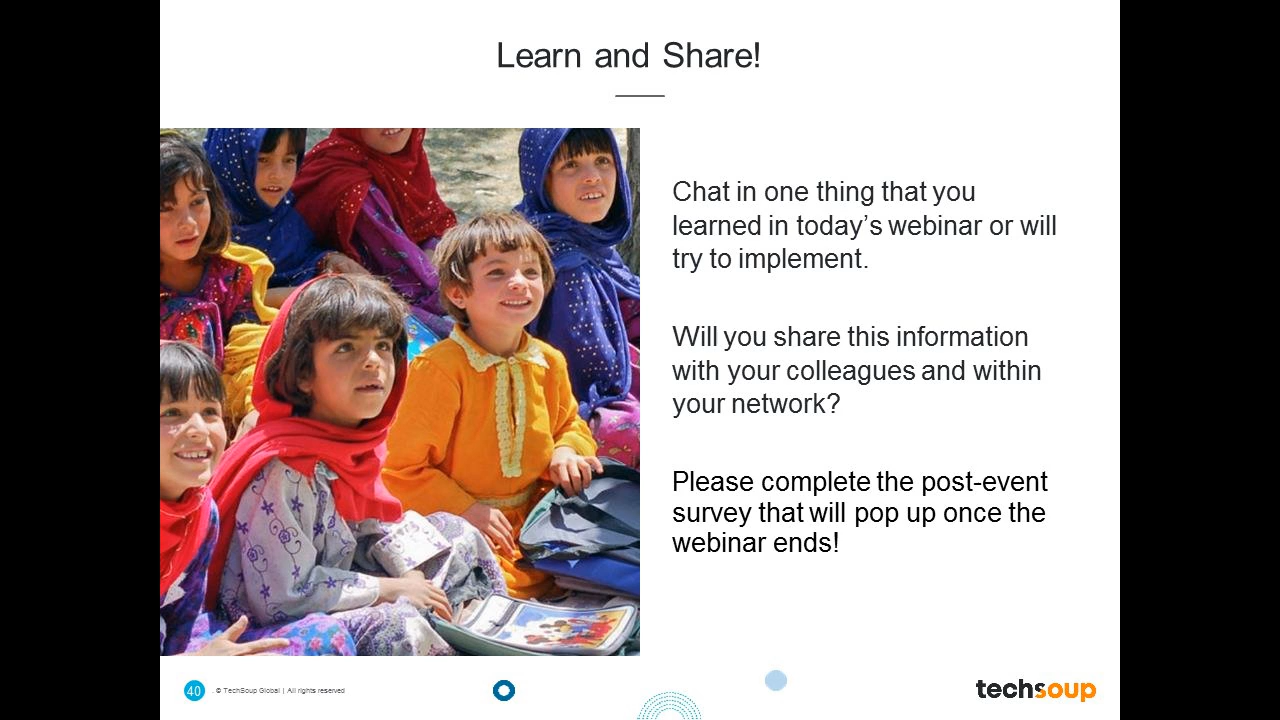 Learn and Share!
Chat in one thing that you
learned in today’s webinar or will
try to implement.
Will you share this information
with your colleagues and within
your network?
Please complete the post-event
survey that will pop up once the
webinar ends!
40 . © TechSoup Global | All rights reserved
techsoup